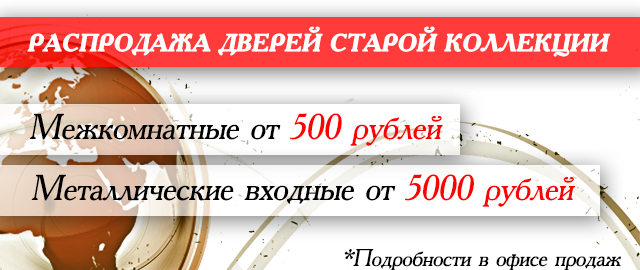 РАСПРОДАЖА ДВЕРЕЙ СТАРОЙ КОЛЛЕКЦИИ
Межкомнатные от 500 рублей
Металлические входные от 5000 рублей
*Подробности в офисе продаж